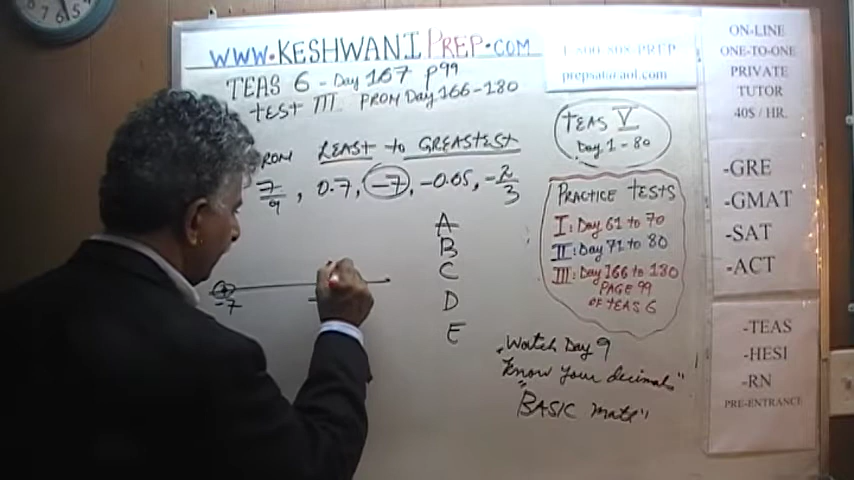 WWW.KESHWANIPREP.COM
TEAS 6 - Day 167 P99
TEST III FROM Day 166-180
FROM LEAST to GREATEST
7/9, 0.7, -7, -0.65, -2/3
A
B
C
D
E
-7
prepsat@aol.com
TEAS V
Day 1-80
PRACTICE TESTS
I: Day 61 to 70
II: Day 71 to 80
III: Day 166 to 180
PAGE 99
OF TEAS 6
Watch Day 9
"Know your decimals"
"BASIC math"
ON-LINE
ONE-TO-ONE
PRIVATE
TUTOR
40$ / HR.
-GRE
-GMAT
-SAT
-ACT
-TEAS
-HESI
-RN
PRE-ENTRANCE